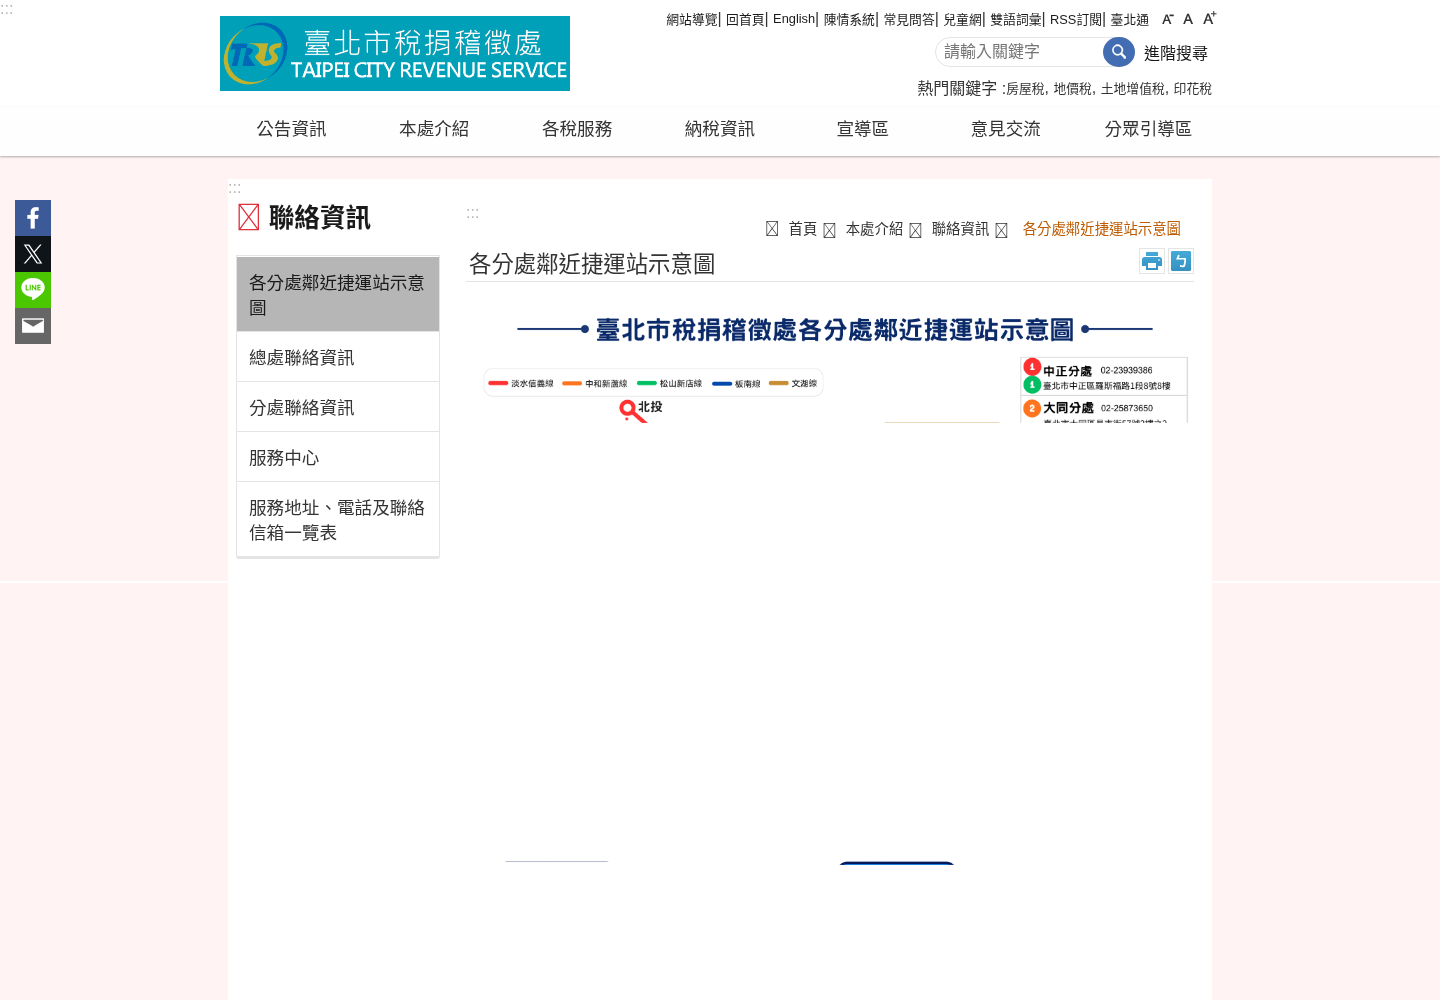 :::
臺北市稅捐稽徵處
TAIPEI CITY REVENUE SERVICE
網站導覽| 回首頁| English| 陳情系統| 常見問答| 兒童網| 雙語詞彙| RSS訂閱| 臺北通 A- A A+
請輸入關鍵字 進階搜尋
熱門關鍵字 :房屋稅, 地價稅, 土地增值稅, 印花稅
公告資訊 本處介紹 各稅服務 納稅資訊 宣導區 意見交流 分眾引導區
:::
聯絡資訊
各分處鄰近捷運站示意
圖
總處聯絡資訊
分處聯絡資訊
服務中心
服務地址、電話及聯絡
信箱一覽表
LINE
:::
首頁 本處介紹 聯絡資訊 各分處鄰近捷運站示意圖
各分處鄰近捷運站示意圖
臺北市稅捐稽徵處各分處鄰近捷運站示意圖
淡水信義線 中和新蘆線 松山新店線 板南線 文湖線
北投
1 中正分處 02-23939386
1 臺北市中正區羅斯福路1段8號8樓
2 大同分處 02-25873650